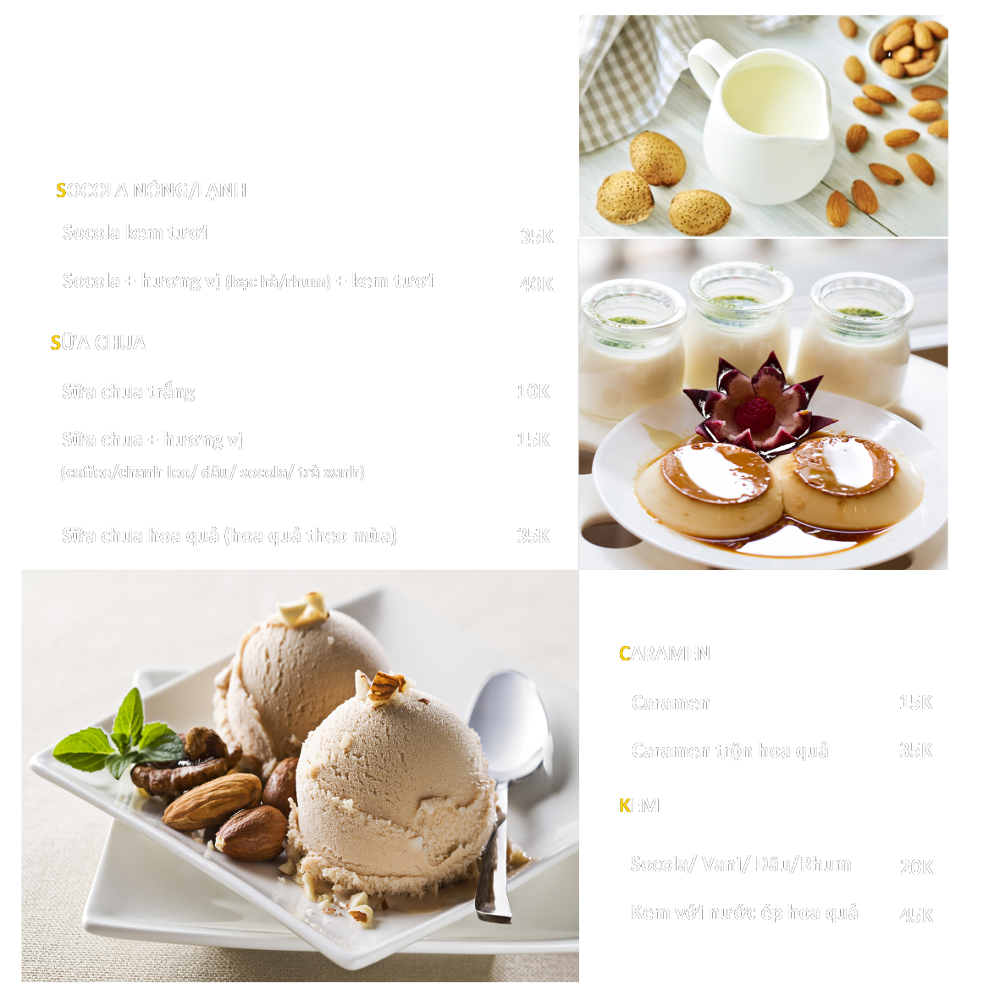 SOCOLA NÓNG/LẠNH
Socola kem tươi 35K
Socola + hương vị (bạc hà/rhum) + kem tươi 40K
SỮA CHUA
Sữa chua trắng 10K
Sữa chua + hương vị 15K
(coffee/chanh leo/ dâu/ socola/ trà xanh)
Sữa chua hoa quả (hoa quả theo mùa) 35K
CARAMEN
Caramen 15K
Caramen trộn hoa quả 35K
KEM
Socola/ Vani/ Dâu/Rhum 20K
Kem với nước ép hoa quả 45K